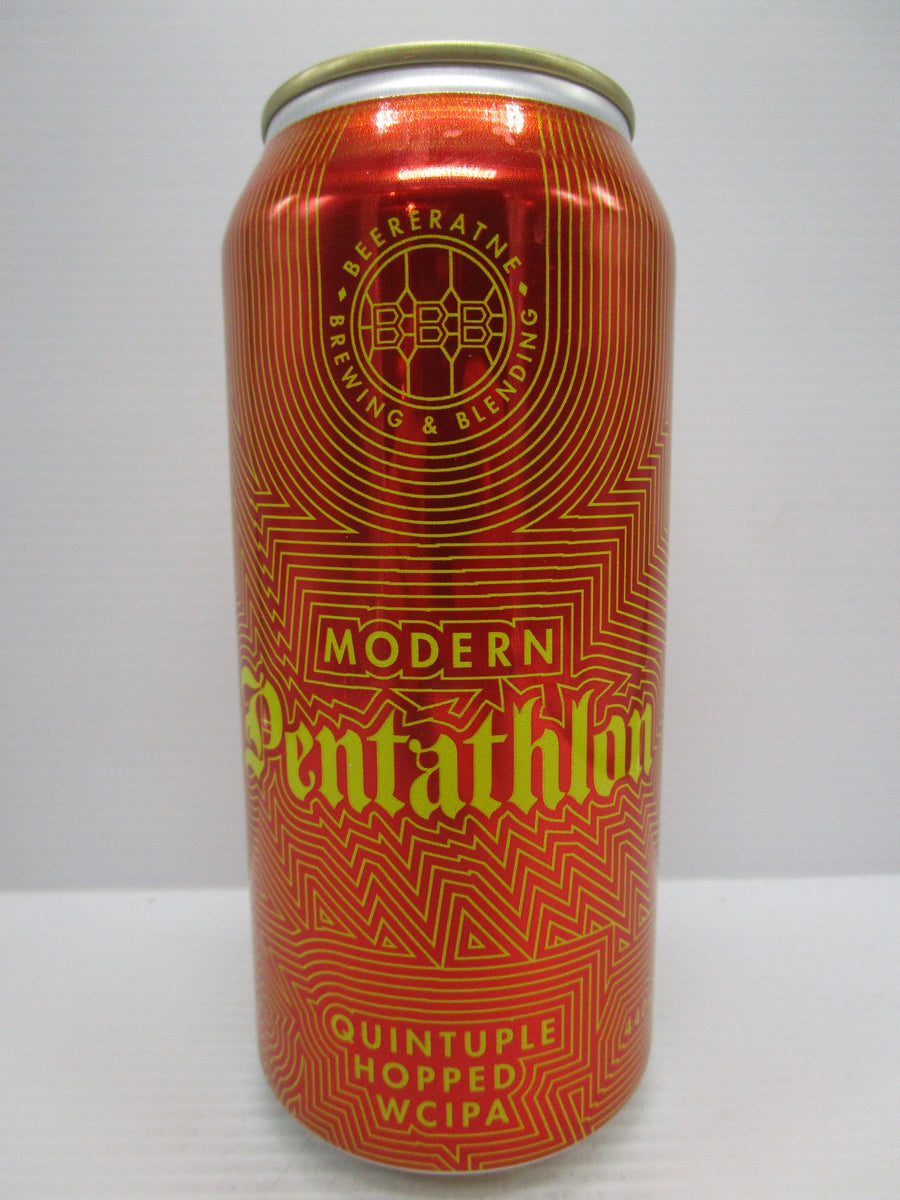 BEERERATNE
BBB
BREWING & BLENDING
MODERN
Pentathlon
QUINTUPLE
HOPPED
WCIPA